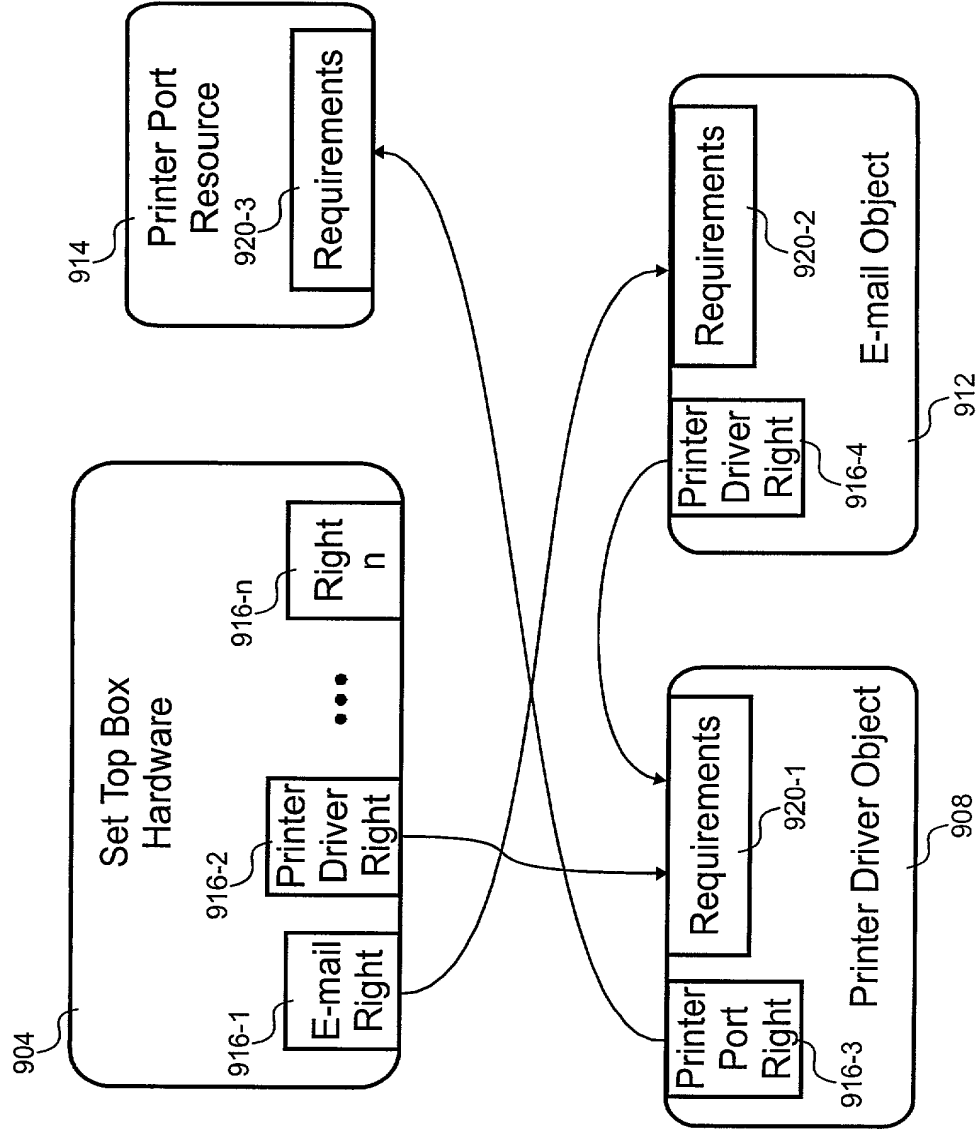 904
Set Top Box
Hardware
916-1
E-mail
Right
916-2
Printer
Driver
Right
•••
916-n
Right
n
914
Printer Port
Resource
920-3
Requirements
Printer
Port
Right
916-3
Requirements
920-1
Printer Driver Object
908
Printer
Driver
Right
916-4
Requirements
920-2
E-mail Object
912